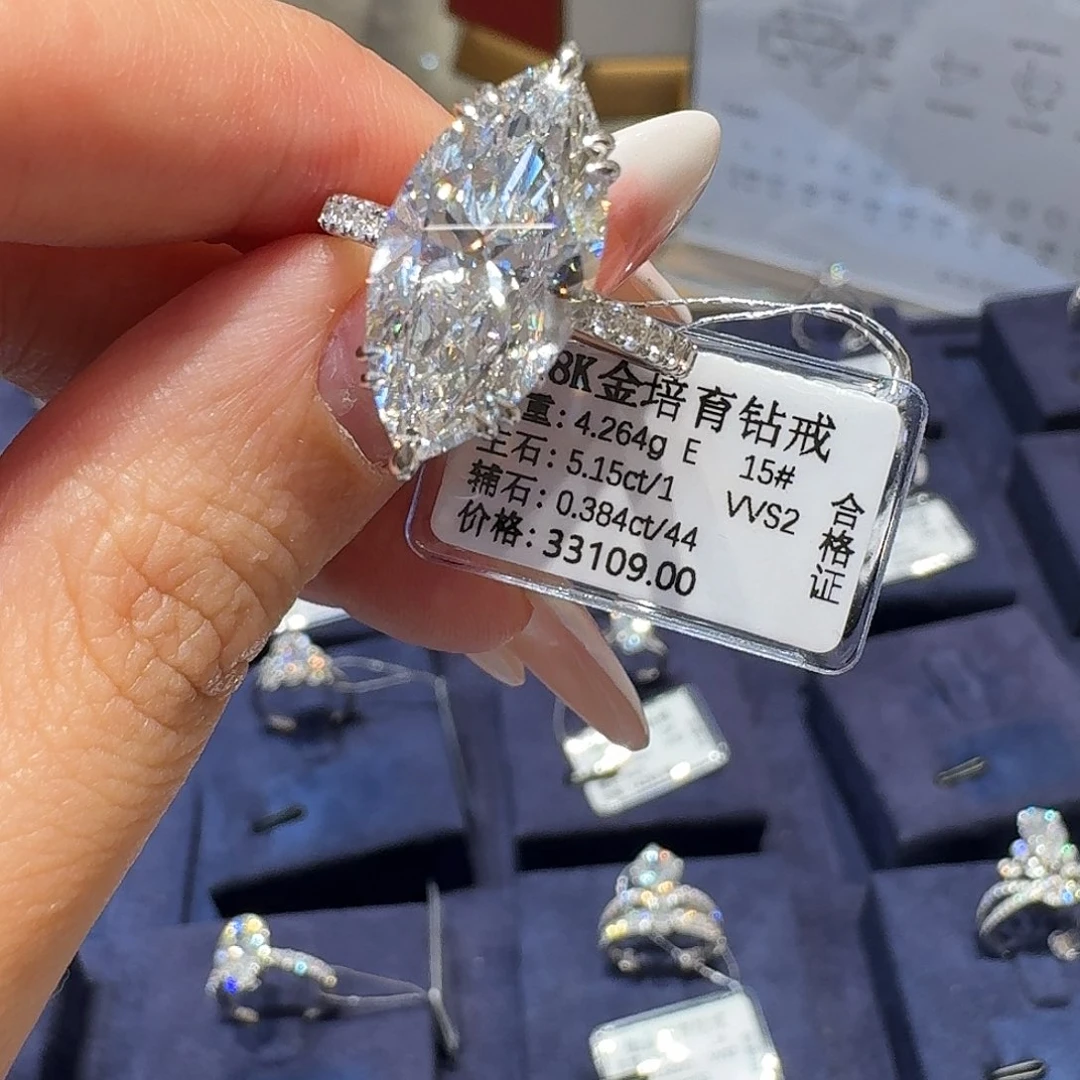 8K金培育钻戒
重: 4.264g E 15#
主石: 5.15ct/1 VVS2
辅石: 0.384ct/44
价格: 33109.00
合格证